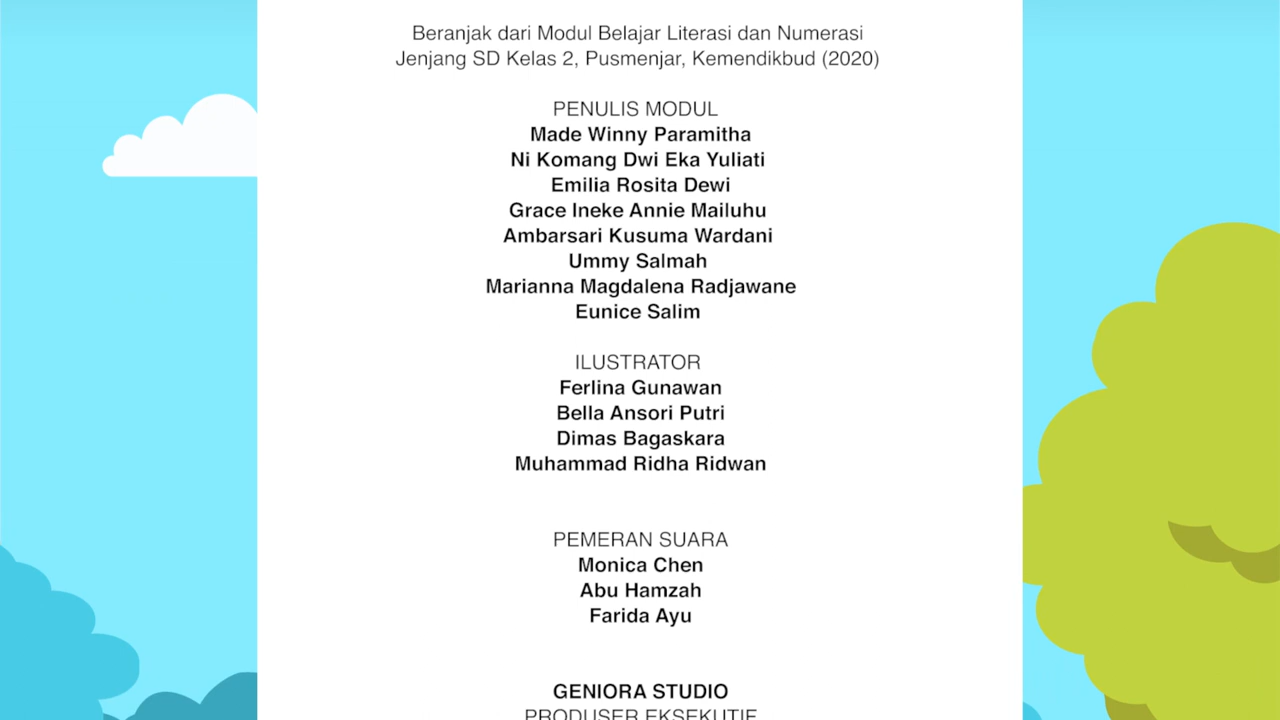 Beranjak dari Modul Belajar Literasi dan Numerasi
Jenjang SD Kelas 2, Pusmenjar, Kemendikbud (2020)
PENULIS MODUL
Made Winny Paramitha
Ni Komang Dwi Eka Yuliati
Emilia Rosita Dewi
Grace Ineke Annie Mailuhu
Ambarsari Kusuma Wardani
Ummy Salmah
Marianna Magdalena Radjawane
Eunice Salim
ILUSTRATOR
Ferlina Gunawan
Bella Ansori Putri
Dimas Bagaskara
Muhammad Ridha Ridwan
PEMERAN SUARA
Monica Chen
Abu Hamzah
Farida Ayu
GENIORA STUDIO
PRODUSER EKSEKUTIF